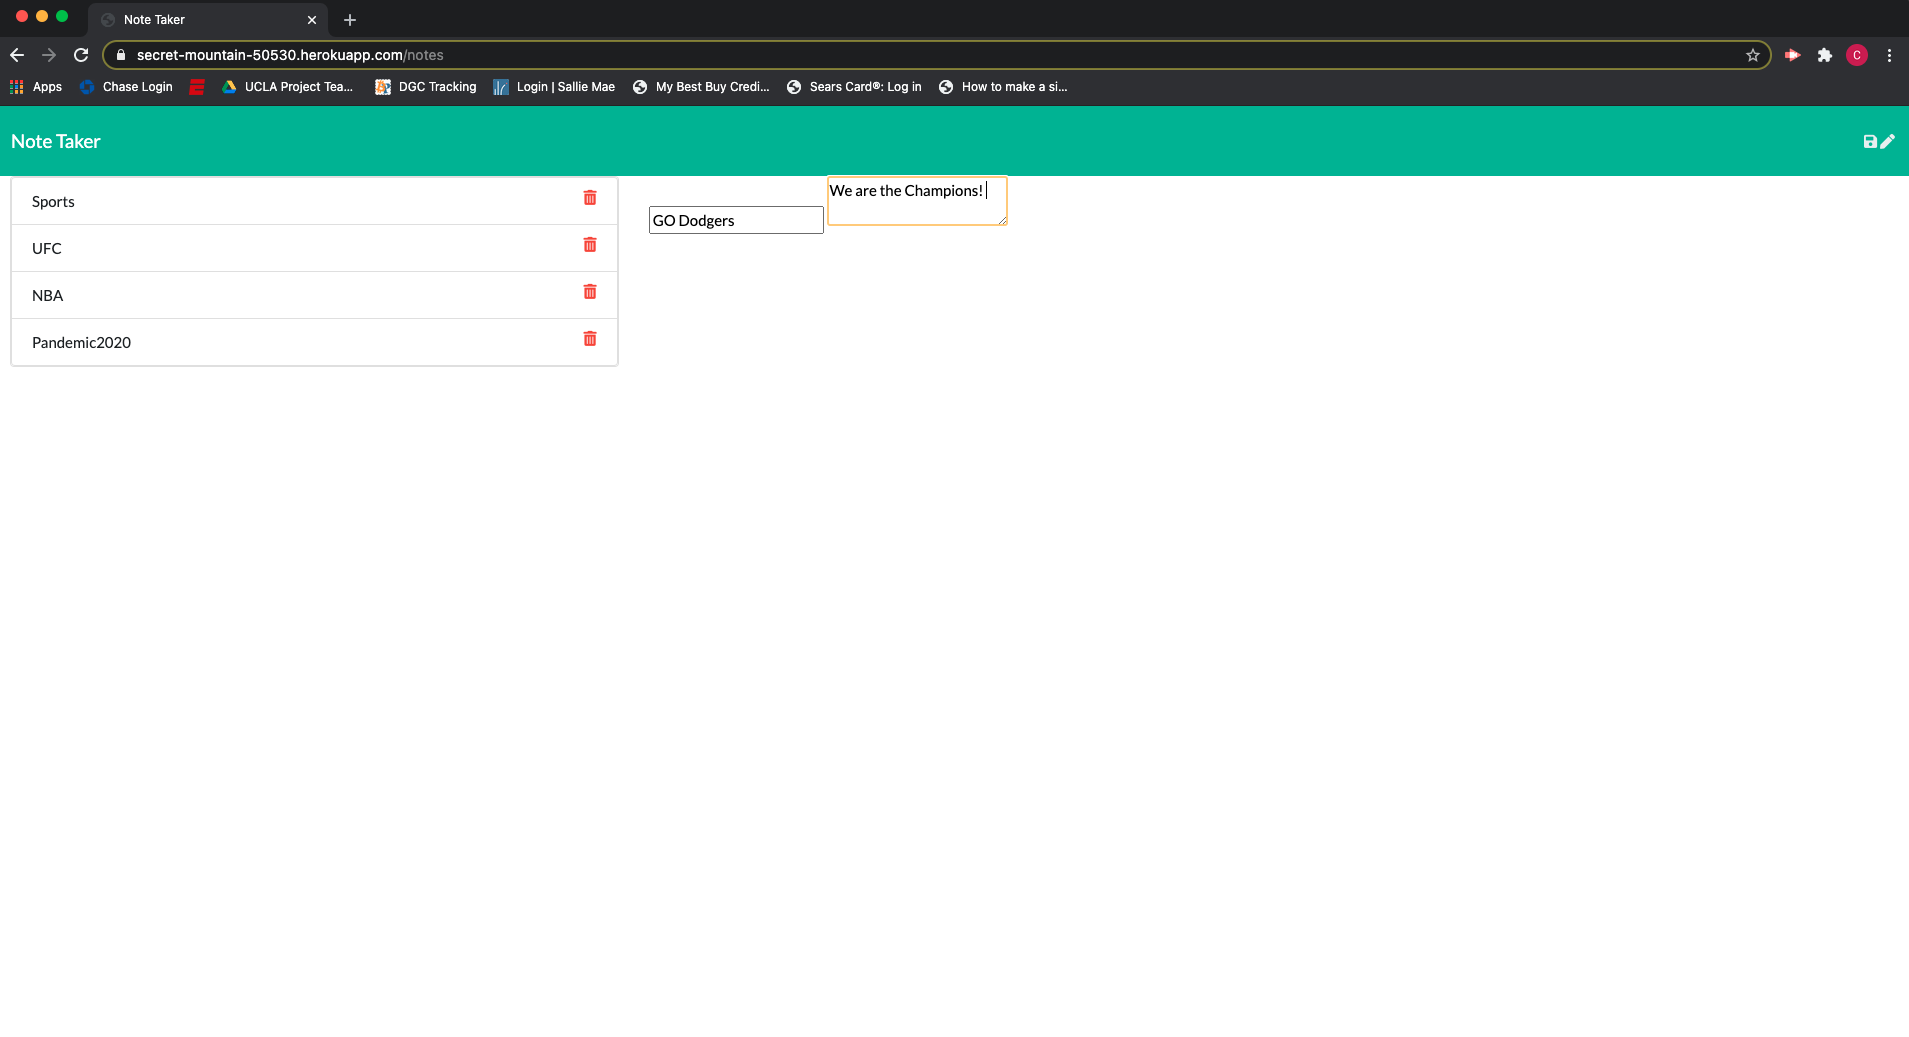 Note Taker
secret-mountain-50530.herokuapp.com/notes
C
Apps
Chase Login
UCLA Project Tea...
DGC Tracking
Login | Sallie Mae
My Best Buy Credi...
Sears Card®: Log in
How to make a si...
Note Taker
Sports
UFC
NBA
Pandemic2020
GO Dodgers
We are the Champions!